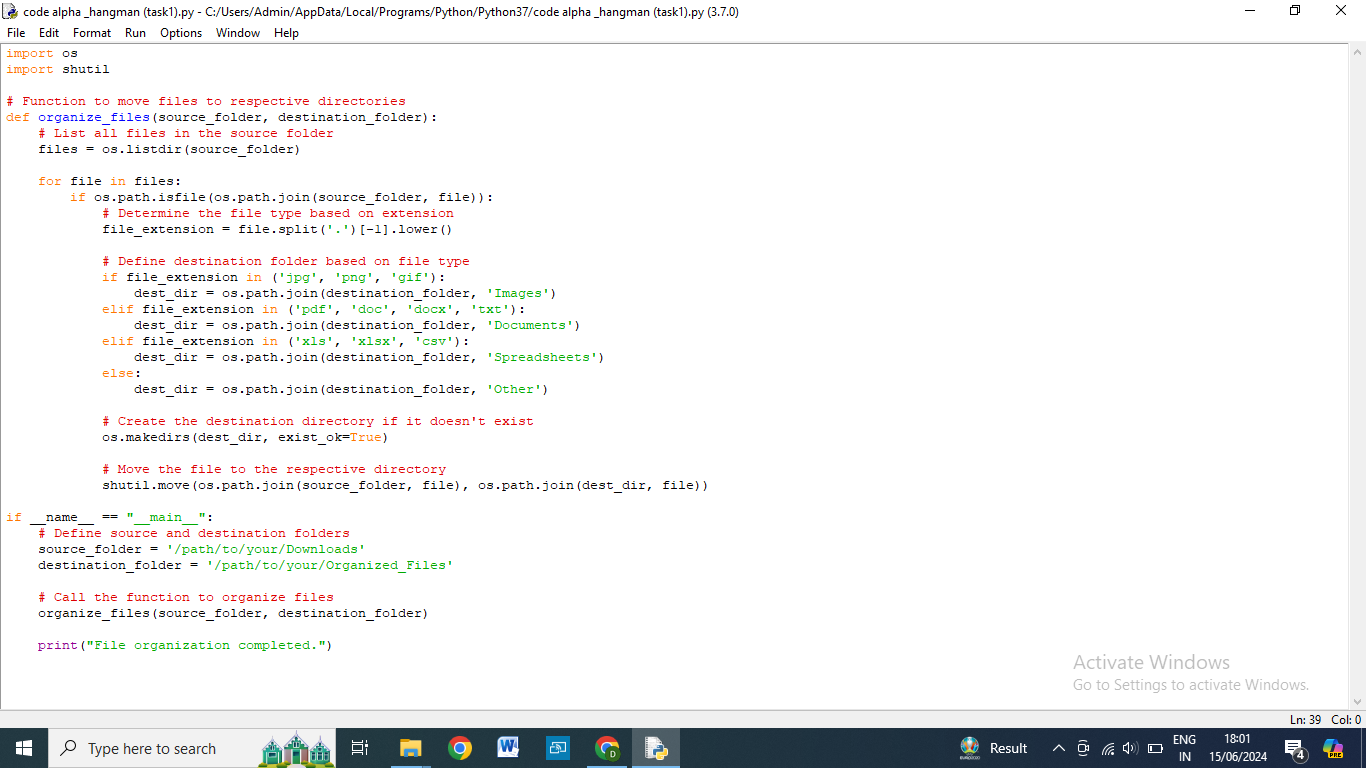 code alpha _hangman (task1).py - C:/Users/Admin/AppData/Local/Programs/Python/Python37/code alpha _hangman (task1).py (3.7.0)
File Edit Format Run Options Window Help
import os
import shutil
# Function to move files to respective directories
def organize_files(source_folder, destination_folder):
    # List all files in the source folder
    files = os.listdir(source_folder)
    for file in files:
        if os.path.isfile(os.path.join(source_folder, file)):
            # Determine the file type based on extension
            file_extension = file.split('.')[-1].lower()
            # Define destination folder based on file type
            if file_extension in ('jpg', 'png', 'gif'):
                dest_dir = os.path.join(destination_folder, 'Images')
            elif file_extension in ('pdf', 'doc', 'docx', 'txt'):
                dest_dir = os.path.join(destination_folder, 'Documents')
            elif file_extension in ('xls', 'xlsx', 'csv'):
                dest_dir = os.path.join(destination_folder, 'Spreadsheets')
            else:
                dest_dir = os.path.join(destination_folder, 'Other')
            # Create the destination directory if it doesn't exist
            os.makedirs(dest_dir, exist_ok=True)
            # Move the file to the respective directory
            shutil.move(os.path.join(source_folder, file), os.path.join(dest_dir, file))
if __name__ == "__main__":
    # Define source and destination folders
    source_folder = '/path/to/your/Downloads'
    destination_folder = '/path/to/your/Organized_Files'
    # Call the function to organize files
    organize_files(source_folder, destination_folder)
    print("File organization completed.")
Activate Windows
Go to Settings to activate Windows.
Ln: 39 Col: 0
Type here to search
Result
ENG
IN
18:01
15/06/2024
4